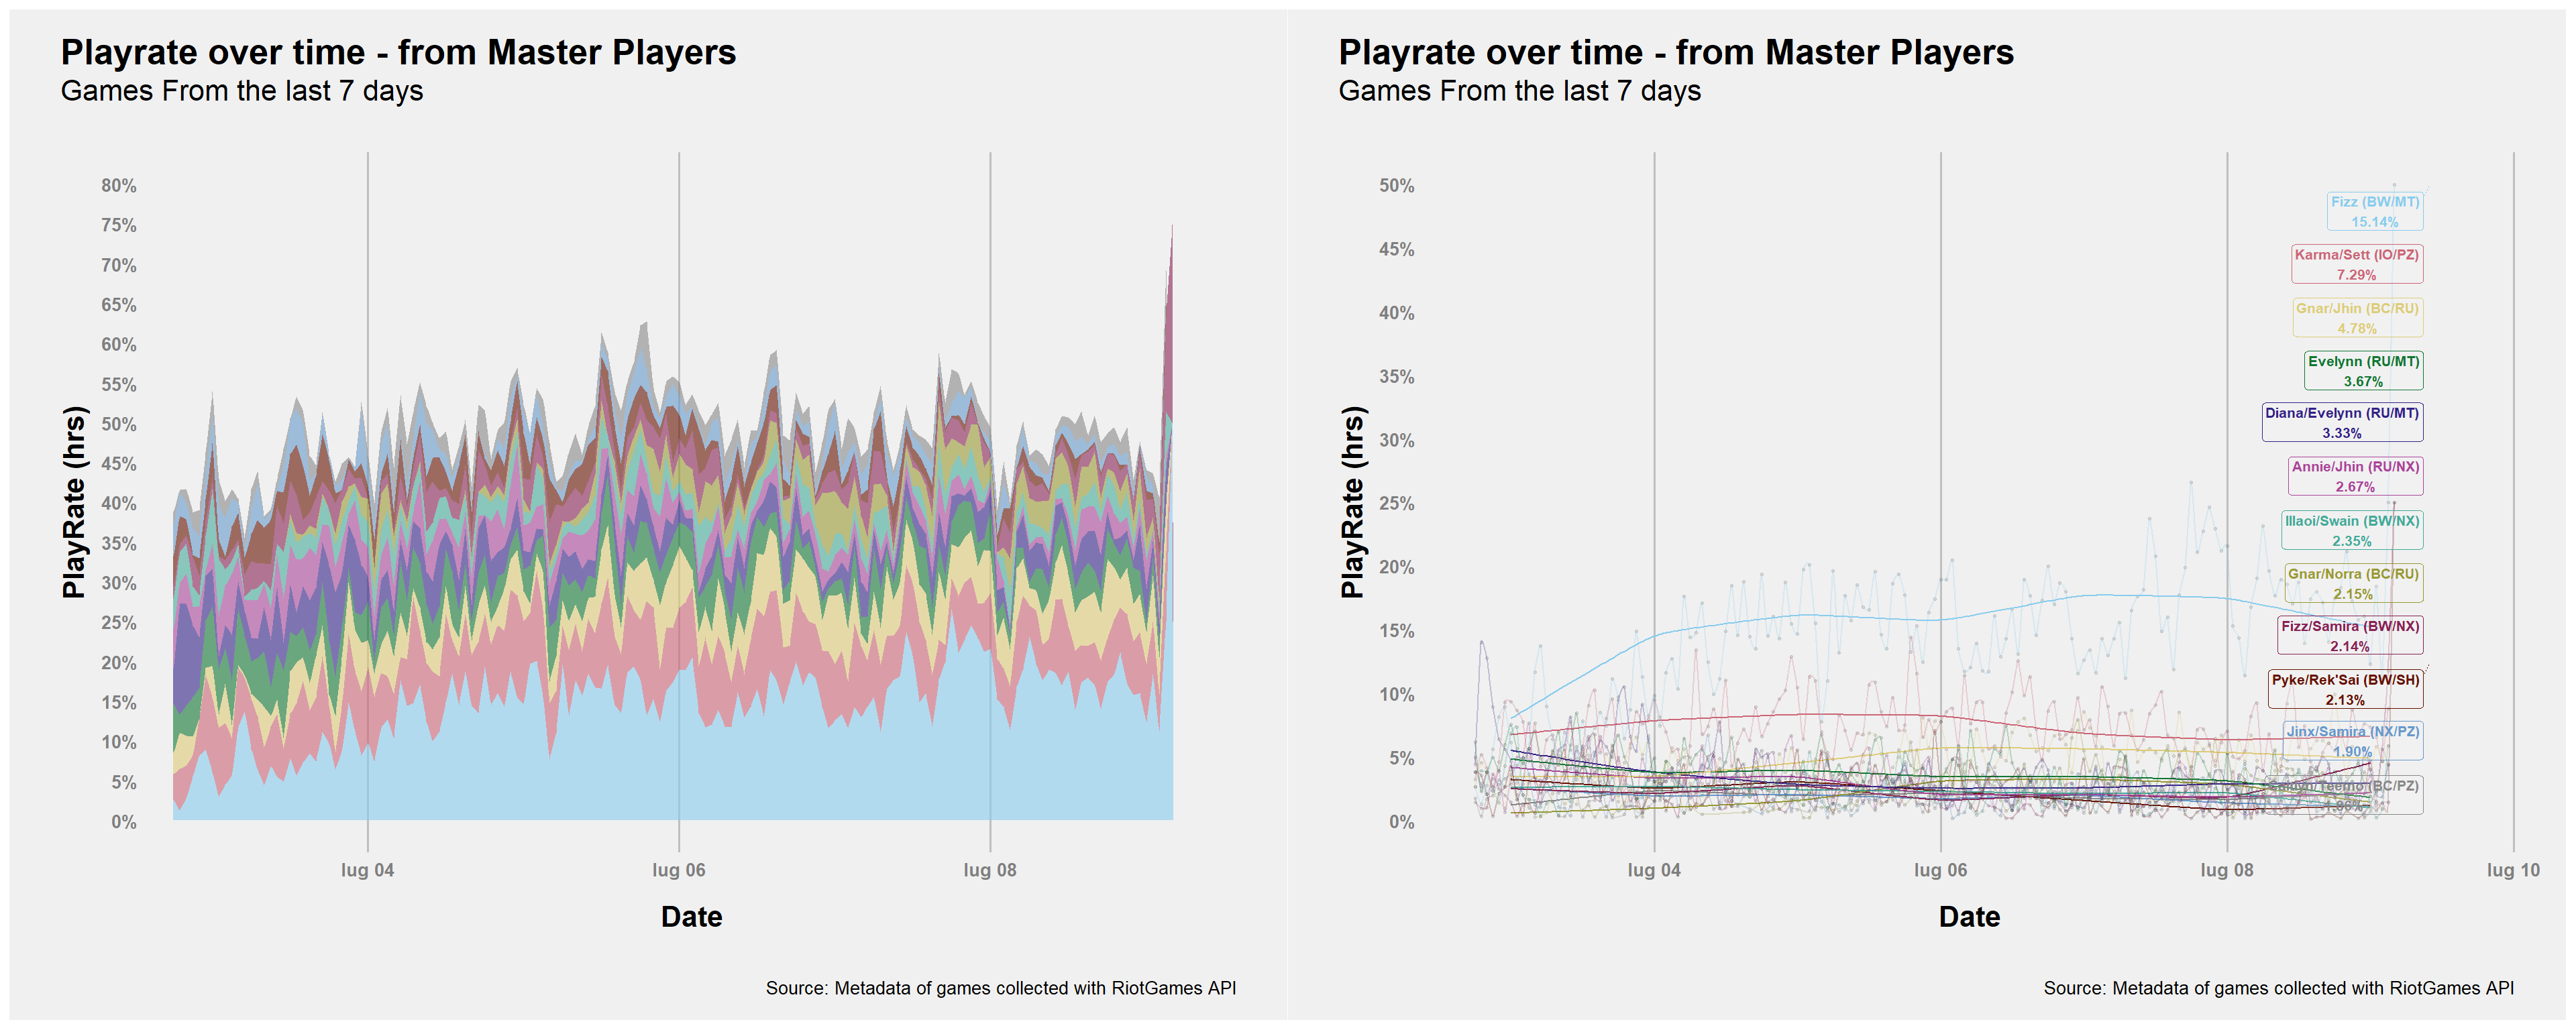 Playrate over time - from Master Players
Games From the last 7 days
80%
75%
70%
65%
60%
55%
50%
45%
40%
35%
30%
25%
20%
15%
10%
5%
0%
PlayRate (hrs)
lug 04
lug 06
lug 08
Date
Source: Metadata of games collected with RiotGames API
Playrate over time - from Master Players
Games From the last 7 days
50%
45%
40%
35%
30%
25%
20%
15%
10%
5%
0%
PlayRate (hrs)
Fizz (BW/MT)
15.14%
Karma/Sett (IO/PZ)
7.29%
Gnar/Jhin (BC/RU)
4.78%
Evelynn (RU/MT)
3.67%
Diana/Evelynn (RU/MT)
3.33%
Annie/Jhin (RU/NX)
2.67%
Illaoi/Swain (BW/NX)
2.35%
Gnar/Norra (BC/RU)
2.15%
Fizz/Samira (BW/NX)
2.14%
Pyke/Rek'Sai (BW/SH)
2.13%
Jinx/Samira (NX/PZ)
1.90%
(BC/PZ)
lug 04
lug 06
lug 08
lug 10
Date
Source: Metadata of games collected with RiotGames API